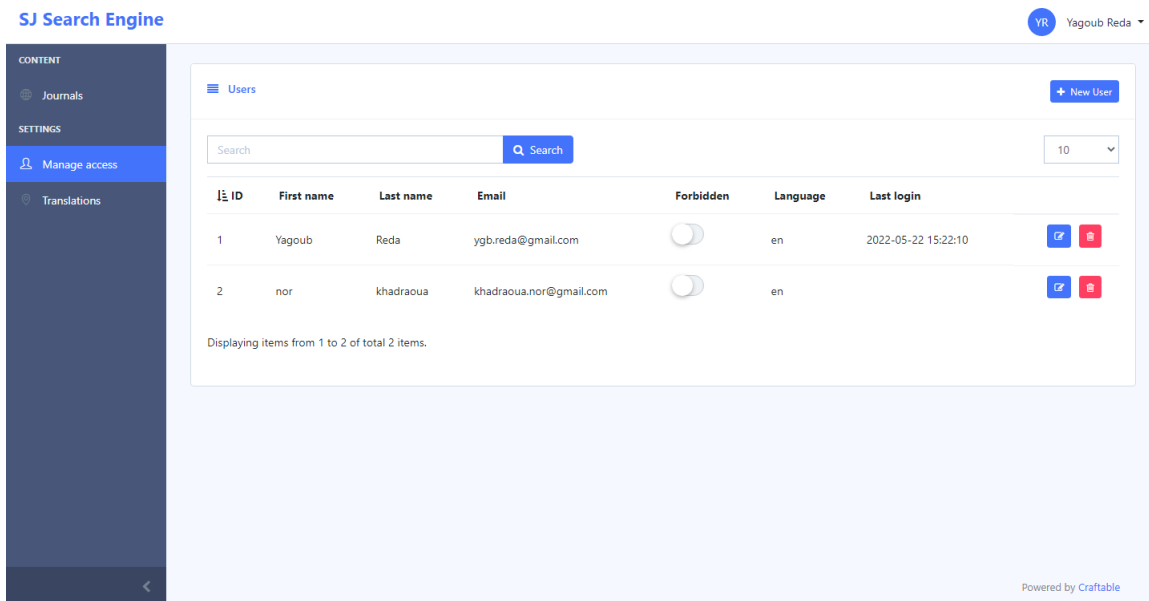 SJ Search Engine
YR Yagoub Reda
CONTENT
Journals
SETTINGS
Manage access
Translations
Users
+ New User
Search
Search
10
ID First name Last name Email Forbidden Language Last login
1 Yagoub Reda ygb.reda@gmail.com en 2022-05-22 15:22:10
2 nor khadraoua khadraoua.nor@gmail.com en
Displaying items from 1 to 2 of total 2 items.
Powered by Craftable